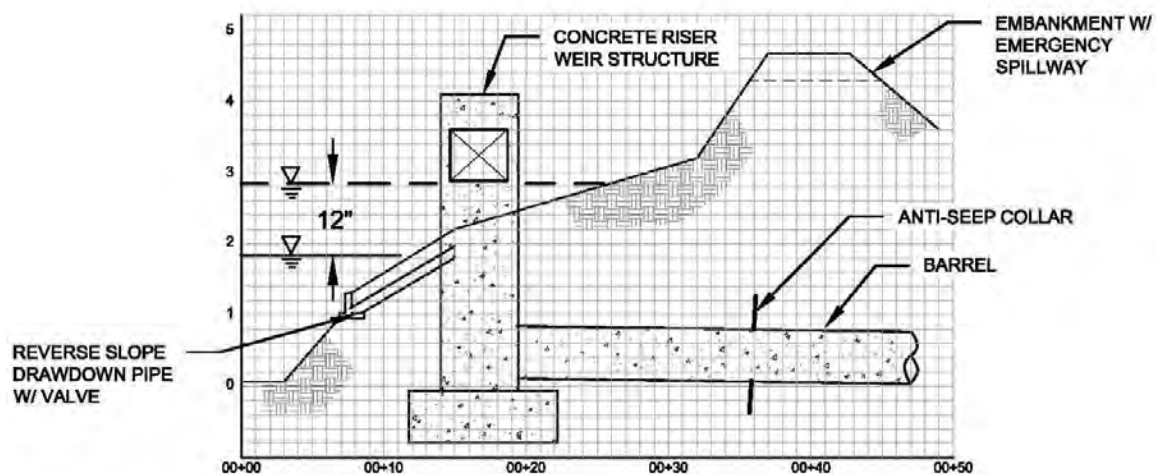 5
4
3
2
1
0
CONCRETE RISER
WEIR STRUCTURE
EMBANKMENT W/
EMERGENCY
SPILLWAY
12"
ANTI-SEEP COLLAR
BARREL
REVERSE SLOPE
DRAWDOWN PIPE
W/ VALVE
00+00 00+10 00+20 00+30 00+40 00+50